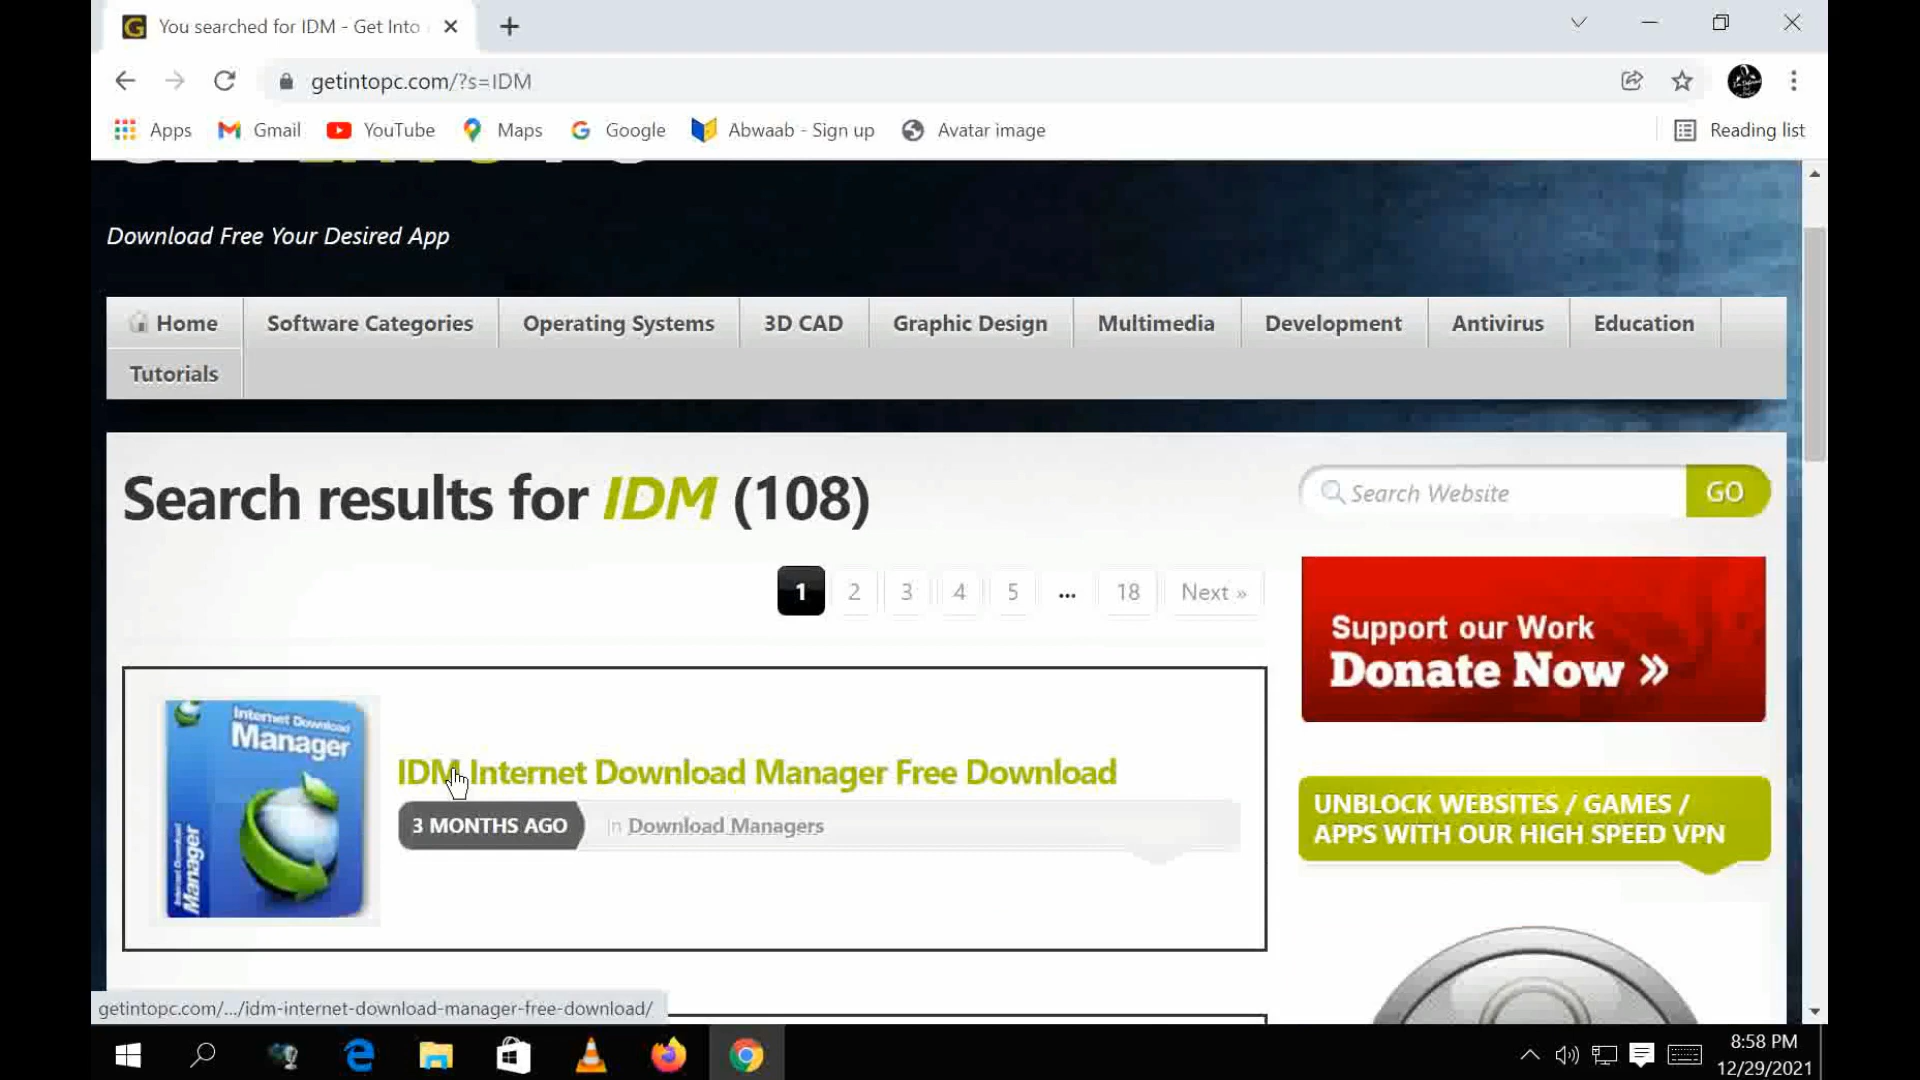 You searched for IDM - Get Into
getintopc.com/?s=IDM
Apps
Gmail
YouTube
Maps
Google
Abwaab - Sign up
Avatar image
Reading list
Download Free Your Desired App
Home
Software Categories
Operating Systems
3D CAD
Graphic Design
Multimedia
Development
Antivirus
Education
Tutorials
Search results for IDM (108)
Search Website
GO
1 2 3 4 5 ... 18 Next »
Support our Work
Donate Now »
Internet Download
Manager
Internet Download
Manager
IDM Internet Download Manager Free Download
3 MONTHS AGO
in Download Managers
UNBLOCK WEBSITES / GAMES /
APPS WITH OUR HIGH SPEED VPN
getintopc.com/.../idm-internet-download-manager-free-download/
8:58 PM
12/29/2021